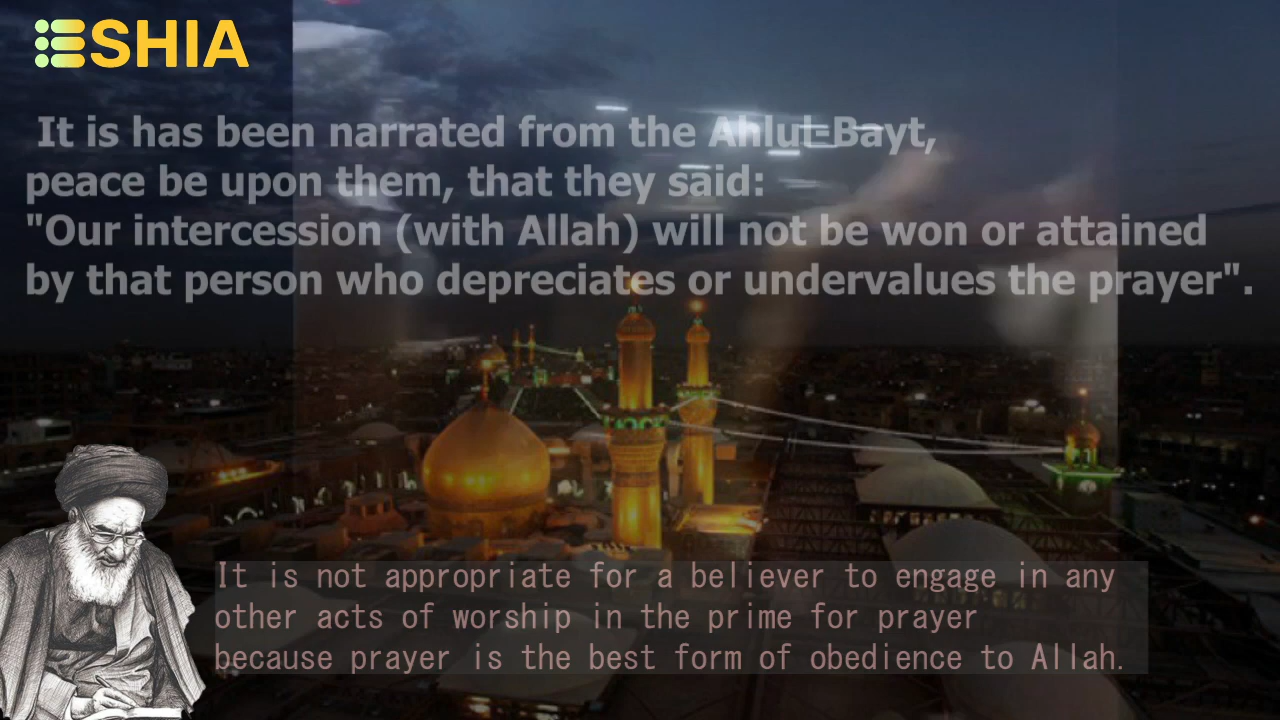 SHIA
It is has been narrated from the Ahlul-Bayt,
peace be upon them, that they said:
"Our intercession (with Allah) will not be won or attained
by that person who depreciates or undervalues the prayer".
It is not appropriate for a believer to engage in any
other acts of worship in the prime for prayer
because prayer is the best form of obedience to Allah.